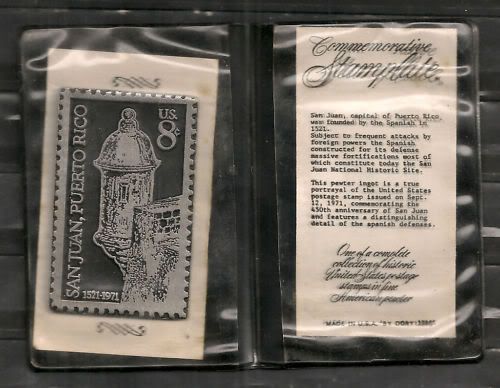 SAN JUAN, PUERTO RICO
U.S.
8c
1521-1971
Commemorative
Stamplate
San Juan, capital of Puerto Rico,
was founded by the Spanish in
1521.
Subject to frequent attacks by
foreign powers the Spanish
constructed for its defense
massive fortifications most of
which constitute today the San
Juan National Historic Site.
This pewter ingot is a true
portrayal of the United States
postage stamp issued on Sept.
12, 1971, commemorating the
450th anniversary of San Juan
and features a distinguishing
detail of the spanish defenses.
One of a complete
collection of historic
United States postage
stamps in fine
American pewter
MADE IN U.S.A. BY